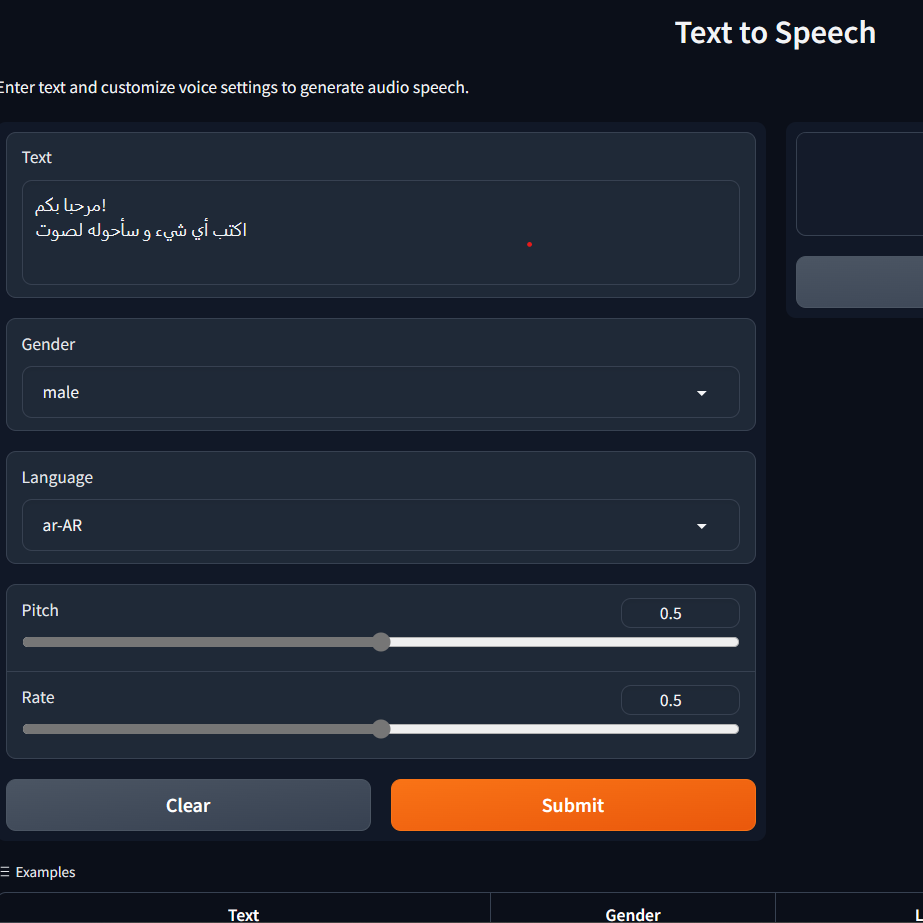 Text to Speech
Enter text and customize voice settings to generate audio speech.
Text
مرحبا بكم!
اكتب أي شيء و سأحوله لصوت
Gender
male
Language
ar-AR
Pitch
0.5
Rate
0.5
Clear
Submit
Examples
Text
Gender